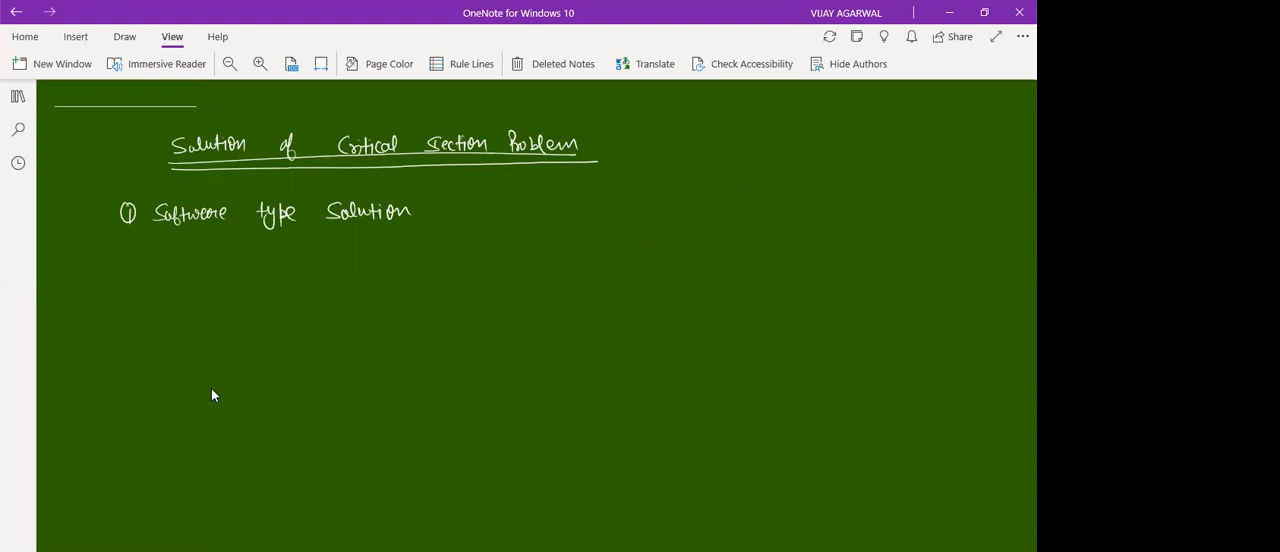 OneNote for Windows 10
VIJAY AGARWAL
Home Insert Draw View Help
Share
New Window Immersive Reader Page Color Rule Lines Deleted Notes Translate Check Accessibility Hide Authors
Solution of Critical Section Problem
① Software type Solution